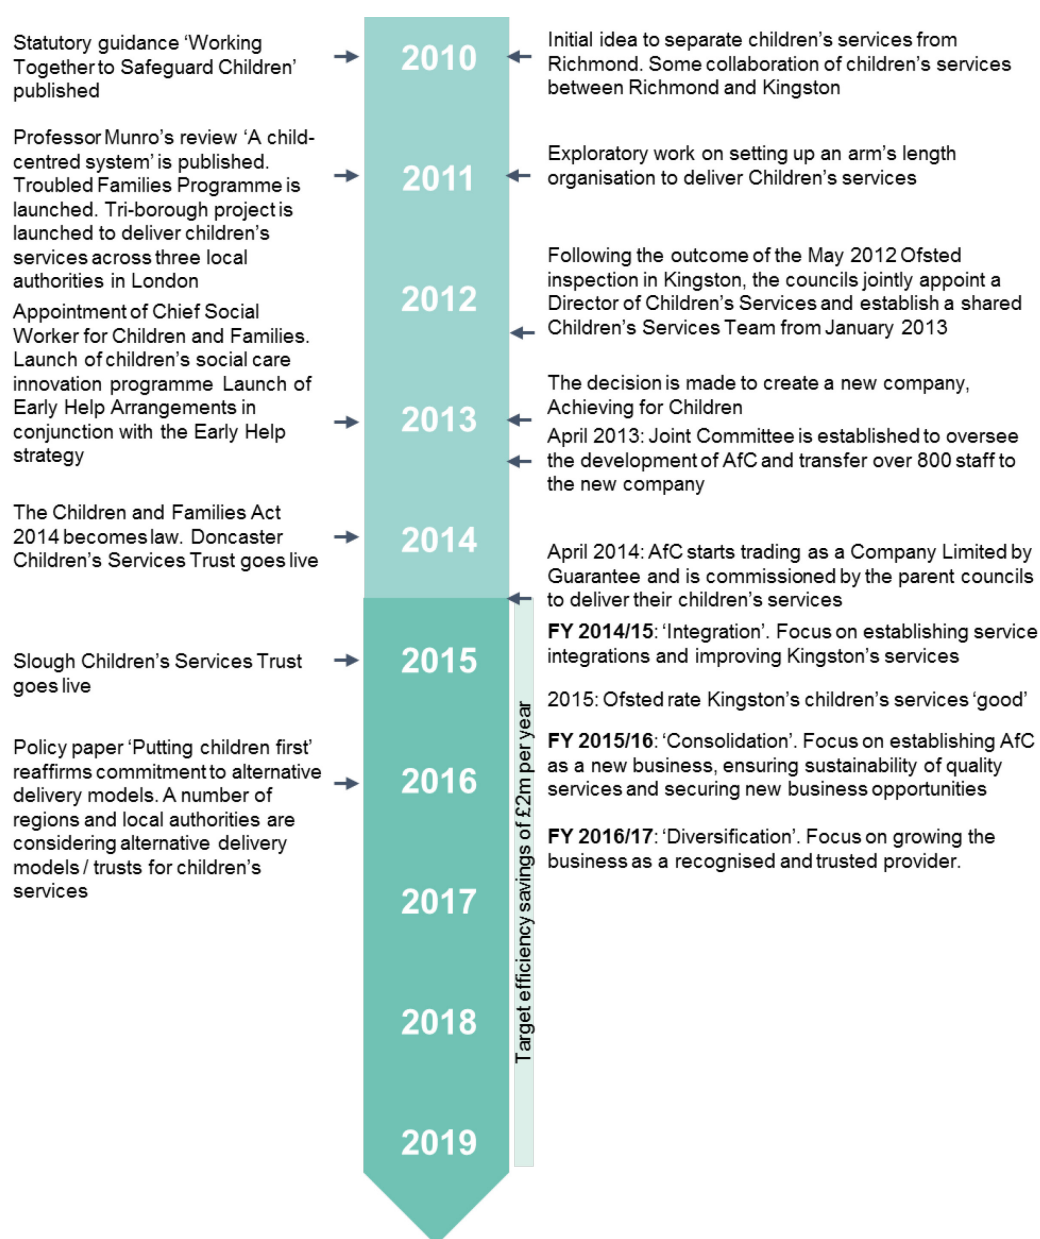 Statutory guidance ‘Working
Together to Safeguard Children’
published
2010
Initial idea to separate children’s services from
Richmond. Some collaboration of children’s services
between Richmond and Kingston
Professor Munro’s review ‘A child-
centred system’ is published.
Troubled Families Programme is
launched. Tri-borough project is
launched to deliver children’s
services across three local
authorities in London
2011
Exploratory work on setting up an arm’s length
organisation to deliver Children’s services
2012
Following the outcome of the May 2012 Ofsted
inspection in Kingston, the councils jointly appoint a
Director of Children’s Services and establish a shared
Children’s Services Team from January 2013
Appointment of Chief Social
Worker for Children and Families.
Launch of children’s social care
innovation programme Launch of
Early Help Arrangements in
conjunction with the Early Help
strategy
2013
The decision is made to create a new company,
Achieving for Children
April 2013: Joint Committee is established to oversee
the development of AfC and transfer over 800 staff to
the new company
The Children and Families Act
2014 becomes law. Doncaster
Children’s Services Trust goes live
2014
April 2014: AfC starts trading as a Company Limited by
Guarantee and is commissioned by the parent councils
to deliver their children’s services
FY 2014/15: ‘Integration’. Focus on establishing service
integrations and improving Kingston’s services
Slough Children’s Services Trust
goes live
2015
2015: Ofsted rate Kingston’s children’s services ‘good’
FY 2015/16: ‘Consolidation’. Focus on establishing AfC
as a new business, ensuring sustainability of quality
services and securing new business opportunities
Policy paper ‘Putting children first’
reaffirms commitment to alternative
delivery models. A number of
regions and local authorities are
considering alternative delivery
models / trusts for children’s
services
2016
FY 2016/17: ‘Diversification’. Focus on growing the
business as a recognised and trusted provider.
2017
2018
2019
Target efficiency savings of £2m per year